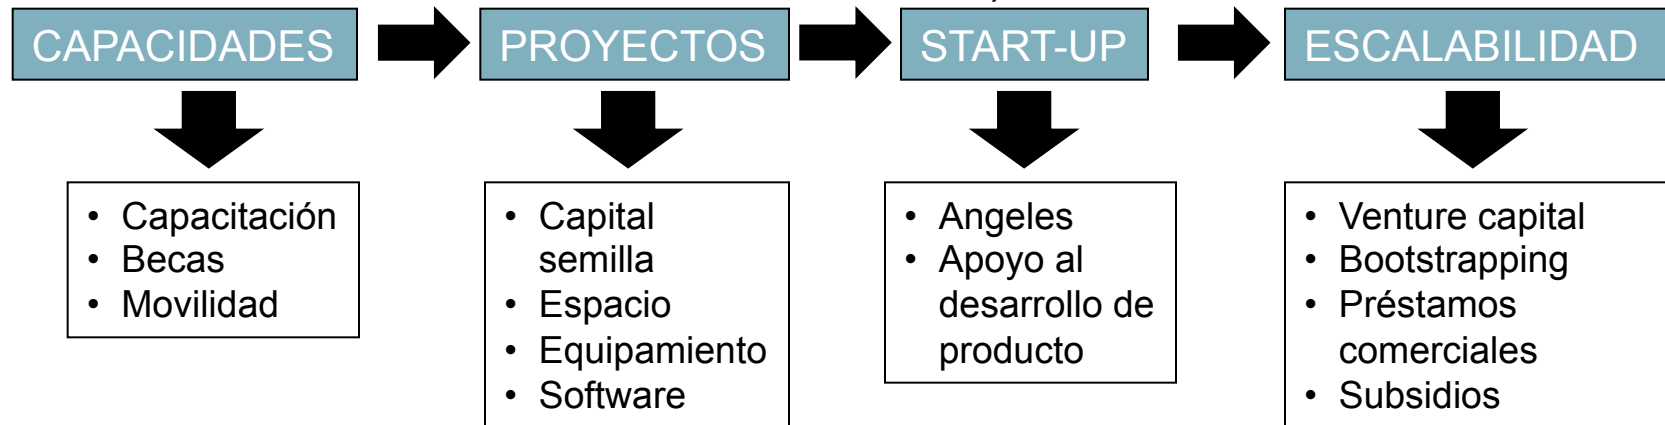 CAPACIDADES
PROYECTOS
START-UP
ESCALABILIDAD
• Capacitación
• Becas
• Movilidad
• Capital
semilla
• Espacio
• Equipamiento
• Software
• Angeles
• Apoyo al
desarrollo de
producto
• Venture capital
• Bootstrapping
• Préstamos
comerciales
• Subsidios